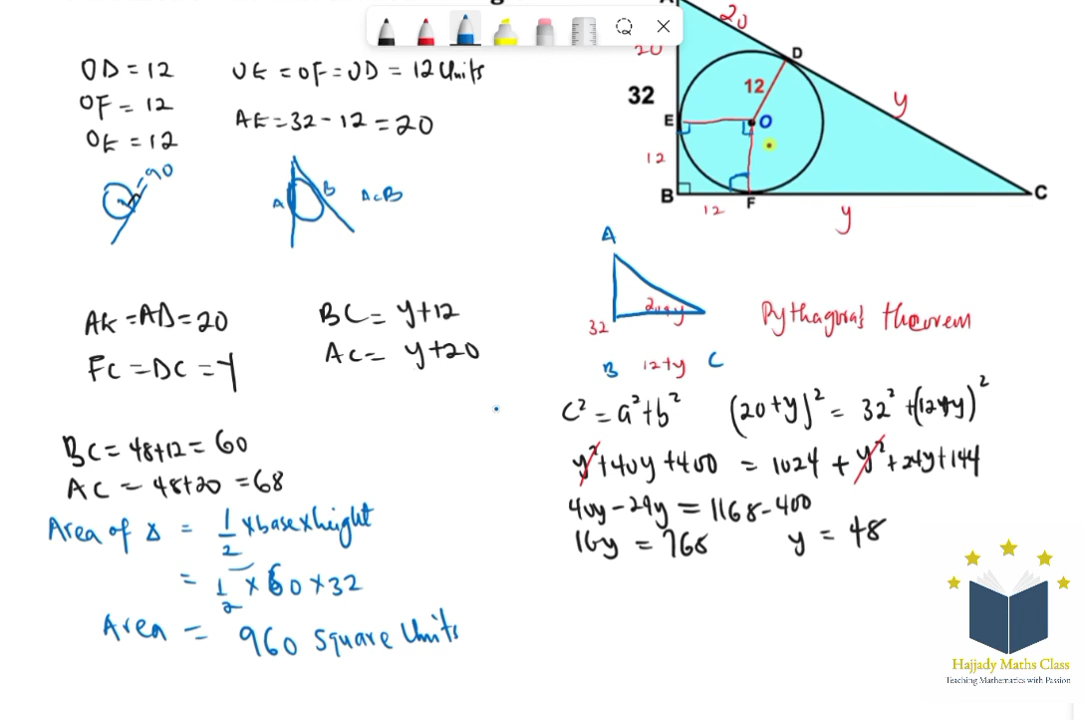 OD = 12
OF = 12
OE = 12
OE = OF = OD = 12 Units
AE = 32 - 12 = 20
90
A
B
A=B
AE = AD = 20
FC = DC = y
BC = y+12
AC = y+20
BC = 48+12 = 60
AC = 48+20 = 68
Area of Δ = 1/2 × base × height
= 1/2 × 60 × 32
Area = 960 square Units
20
20
D
12
y
32
E
O
12
B
12
F
y
C
A
20+y
32
B 12+y C
Pythagoras theorem
c² = a² + b² (20+y)² = 32² + (12+y)²
y² + 40y + 400 = 1024 + y² + 24y + 144
40y - 24y = 1168 - 400
16y = 768 y = 48
Hajjady Maths Class
Teaching Mathematics with Passion